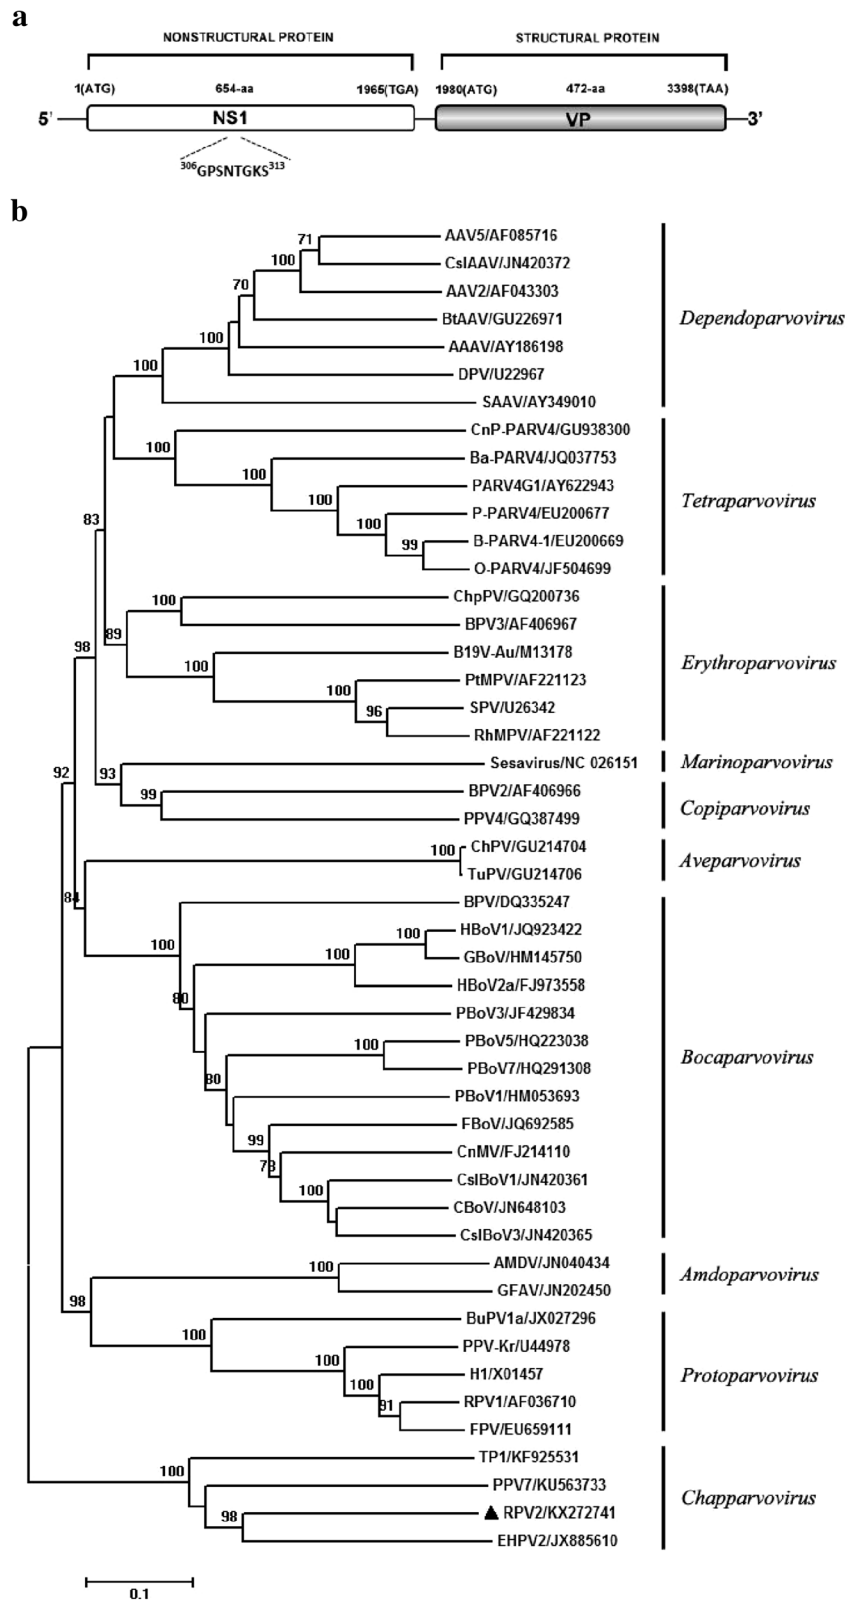 a
NONSTRUCTURAL PROTEIN STRUCTURAL PROTEIN
1(ATG) 654-aa 1965(TGA) 1980(ATG) 472-aa 3398(TAA)
5' NS1 VP 3'
306GPSNTGKS313
b
71 AAV5/AF085716
100 CslAAV/JN420372
70 AAV2/AF043303
BtAAV/GU226971 Dependoparvovirus
100 AAAV/AY186198
100 DPV/U22967
SAAV/AY349010
CnP-PARV4/GU938300
100 Ba-PARV4/JQ037753
100 PARV4G1/AY622943 Tetraparvovirus
100 P-PARV4/EU200677
83 100 B-PARV4-1/EU200669
99 O-PARV4/JF504699
100 ChpPV/GQ200736
BPV3/AF406967
98 89 B19V-Au/M13178 Erythroparvovirus
100 PtMPV/AF221123
100 SPV/U26342
96 RhMPV/AF221122
Sesavirus/NC 026151 Marinoparvovirus
92 93 BPV2/AF406966 Copiparvovirus
99 PPV4/GQ387499
100 ChPV/GU214704 Aveparvovirus
TuPV/GU214706
84 BPV/DQ335247
100 HBoV1/JQ923422
100 100 GBoV/HM145750
HBoV2a/FJ973558
80 PBoV3/JF429834
100 PBoV5/HQ223038 Bocaparvovirus
PBoV7/HQ291308
80 PBoV1/HM053693
FBoV/JQ692585
99 CnMV/FJ214110
78 CslBoV1/JN420361
100 CBoV/JN648103
CslBoV3/JN420365
100 AMDV/JN040434 Amdoparvovirus
GFAV/JN202450
98 BuPV1a/JX027296
100 PPV-Kr/U44978
100 H1/X01457 Protoparvovirus
100 RPV1/AF036710
91 FPV/EU659111
100 TP1/KF925531
PPV7/KU563733 Chapparvovirus
98 RPV2/KX272741
EHPV2/JX885610
0.1